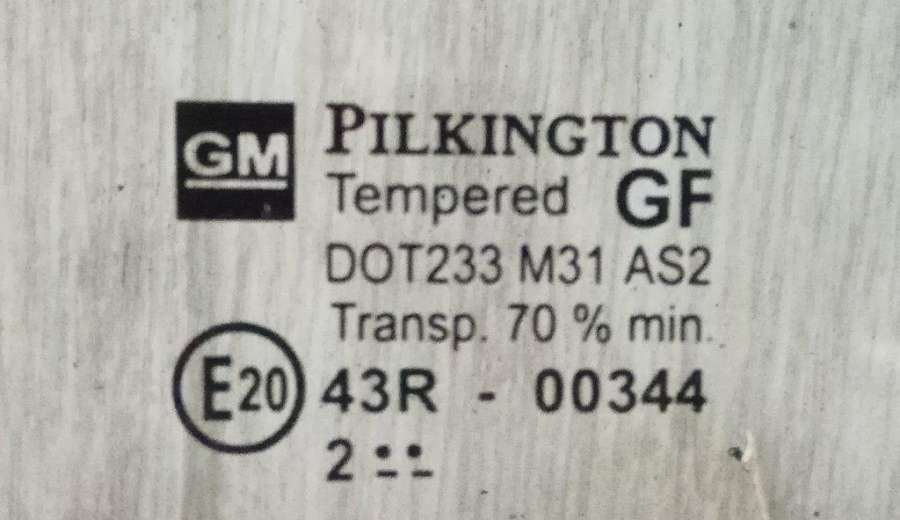 GM PILKINGTON
Tempered GF
DOT233 M31 AS2
Transp. 70 % min.
E20 43R - 00344
2